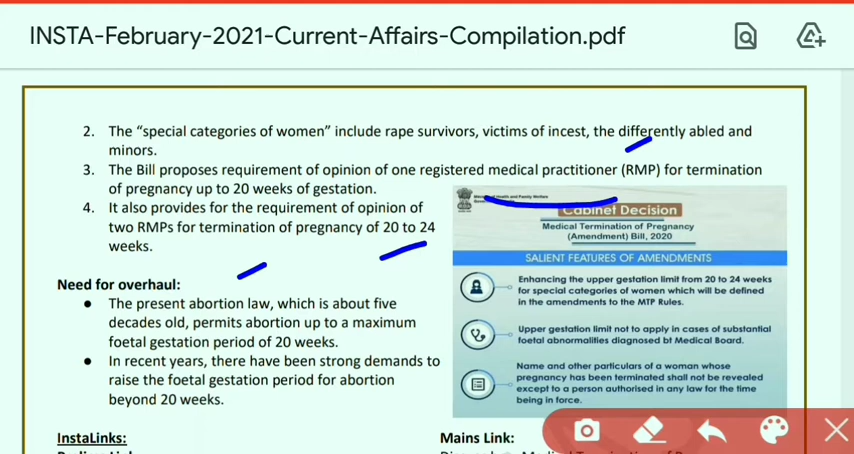 INSTA-February-2021-Current-Affairs-Compilation.pdf
2. The “special categories of women” include rape survivors, victims of incest, the differently abled and
minors.
3. The Bill proposes requirement of opinion of one registered medical practitioner (RMP) for termination
of pregnancy up to 20 weeks of gestation.
4. It also provides for the requirement of opinion of
two RMPs for termination of pregnancy of 20 to 24
weeks.
Need for overhaul:
● The present abortion law, which is about five
decades old, permits abortion up to a maximum
foetal gestation period of 20 weeks.
● In recent years, there have been strong demands to
raise the foetal gestation period for abortion
beyond 20 weeks.
Health and Family Welfare
Cabinet Decision
Medical Termination of Pregnancy
(Amendment) Bill, 2020
SALIENT FEATURES OF AMENDMENTS
Enhancing the upper gestation limit from 20 to 24 weeks
for special categories of women which will be defined
in the amendments to the MTP Rules.
Upper gestation limit not to apply in cases of substantial
foetal abnormalities diagnosed bt Medical Board.
Name and other particulars of a woman whose
pregnancy has been terminated shall not be revealed
except to a person authorised in any law for the time
being in force.
InstaLinks:
Mains Link: